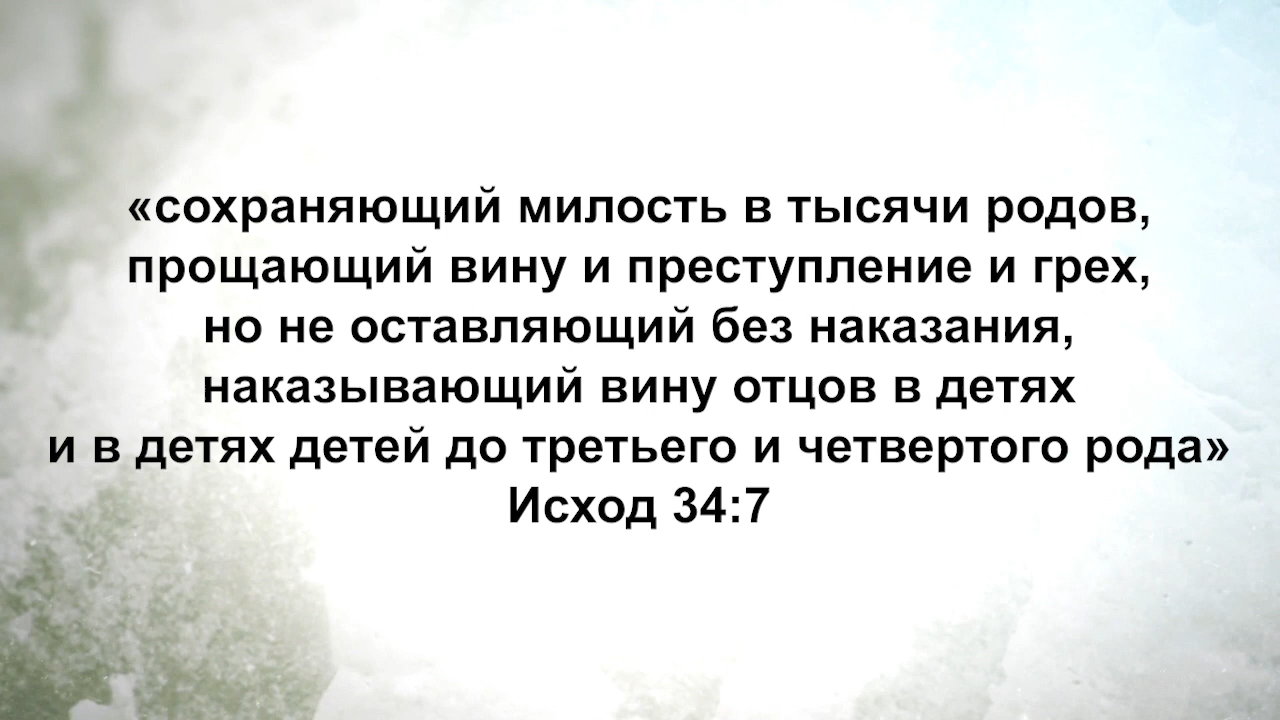 «сохраняющий милость в тысячи родов,
прощающий вину и преступление и грех,
но не оставляющий без наказания,
наказывающий вину отцов в детях
и в детях детей до третьего и четвертого рода»
Исход 34:7